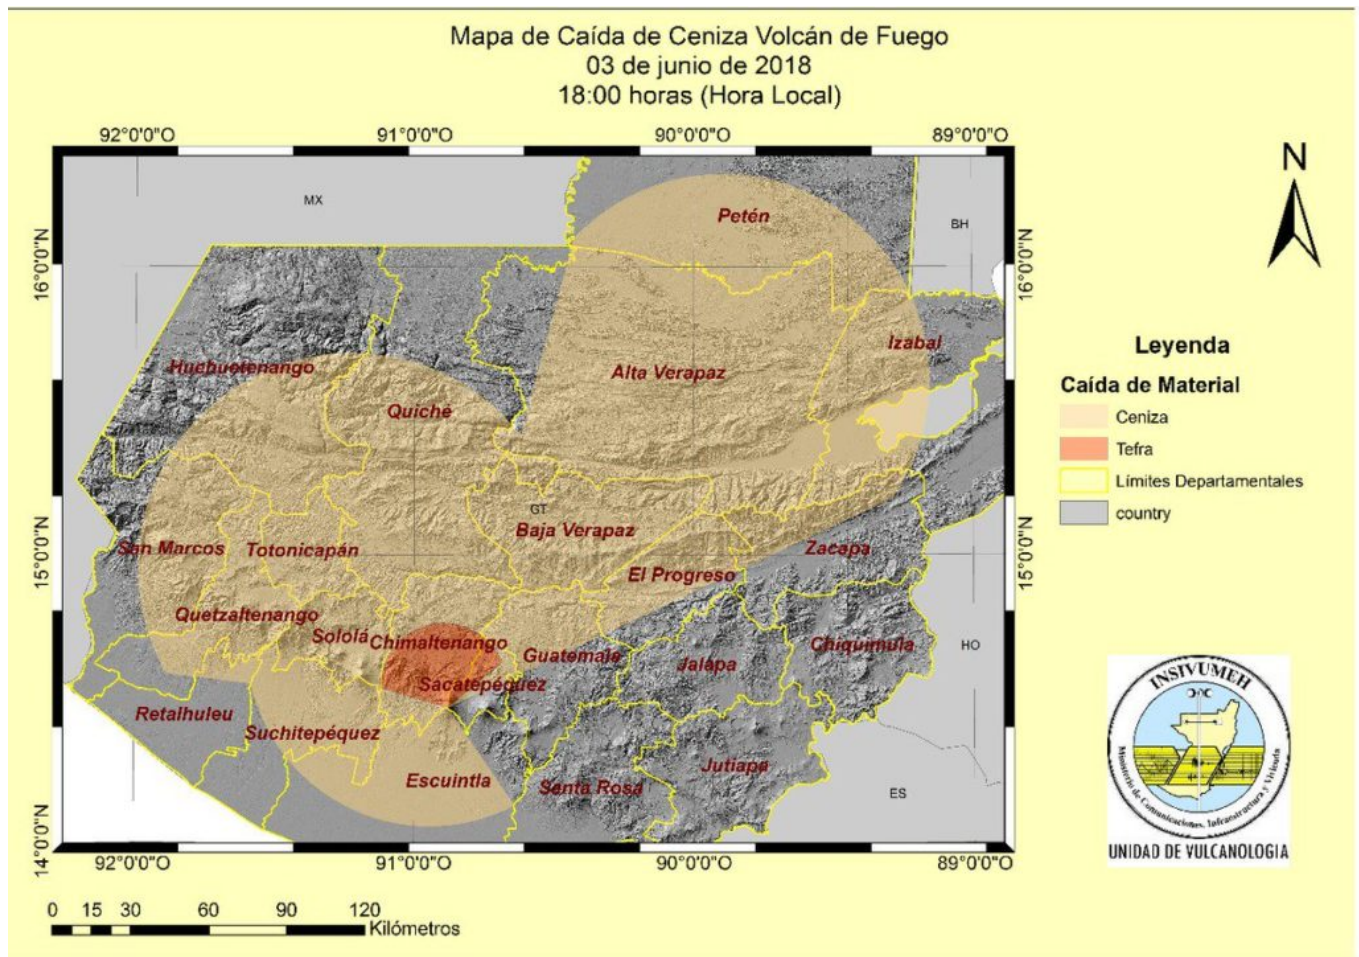 Mapa de Caída de Ceniza Volcán de Fuego
03 de junio de 2018
18:00 horas (Hora Local)
92°0'0"O 91°0'0"O 90°0'0"O 89°0'0"O
N
MX
Petén
BH
16°0'0"N
16°0'0"N
Izabal
Leyenda
Huehuetenango
Alta Verapaz
Caída de Material
Quiché
Ceniza
Tefra
Límites Departamentales
GT
country
Baja Verapaz
San Marcos
Totonicapán
Zacapa
15°0'0"N
15°0'0"N
El Progreso
Quetzaltenango
Sololá
Chimaltenango
Guatemala
Jalapa
Chiquimula
HO
Sacatepéquez
INSIVUMEH
Retalhuleu
Suchitepéquez
Escuintla
Santa Rosa
Jutiapa
ES
Ministerio de Comunicaciones, Infraestructura y Vivienda
UNIDAD DE VULCANOLOGIA
14°0'0"N
92°0'0"O 91°0'0"O 90°0'0"O 89°0'0"O
0 15 30 60 90 120
Kilómetros